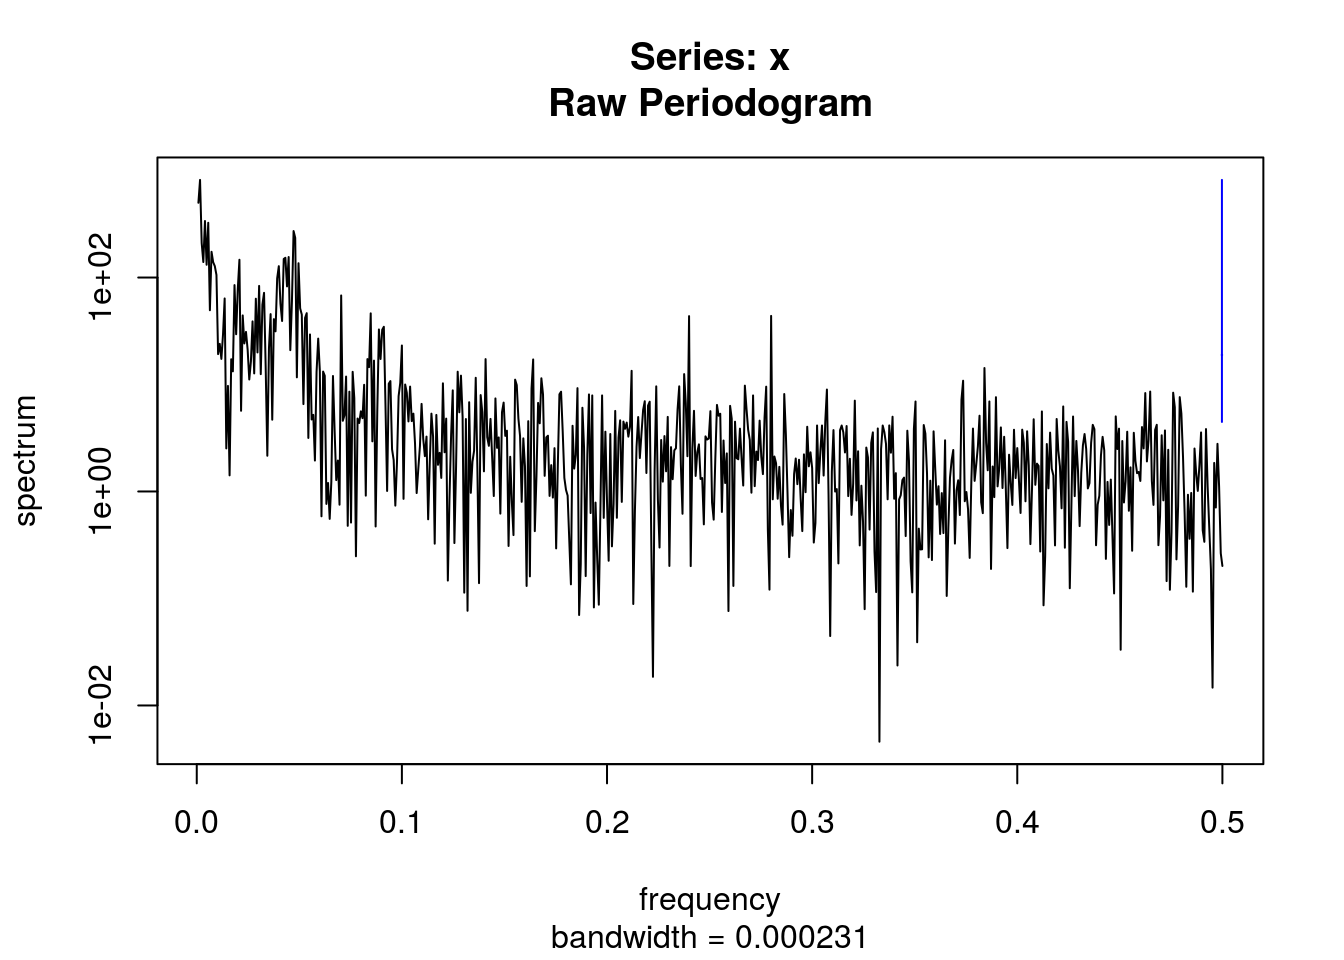 Series: x
Raw Periodogram
spectrum
1e+02
1e+00
1e-02
0.0 0.1 0.2 0.3 0.4 0.5
frequency
bandwidth = 0.000231